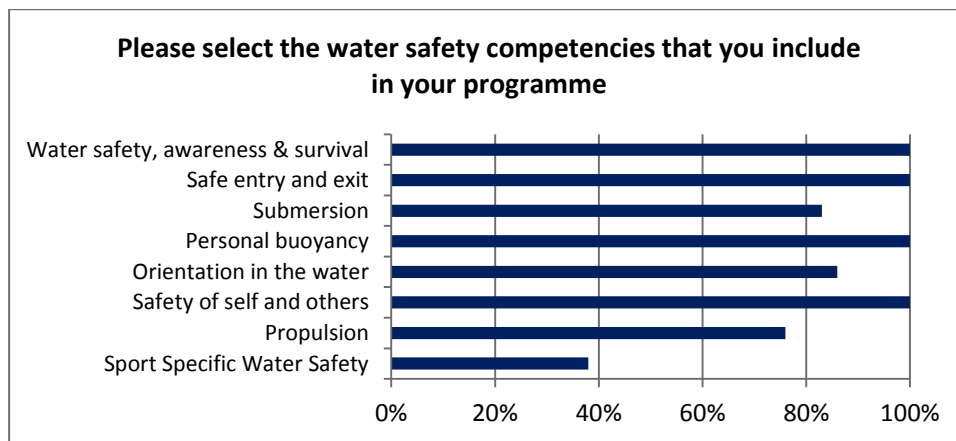 Please select the water safety competencies that you include
in your programme
Water safety, awareness & survival
Safe entry and exit
Submersion
Personal buoyancy
Orientation in the water
Safety of self and others
Propulsion
Sport Specific Water Safety
0% 20% 40% 60% 80% 100%